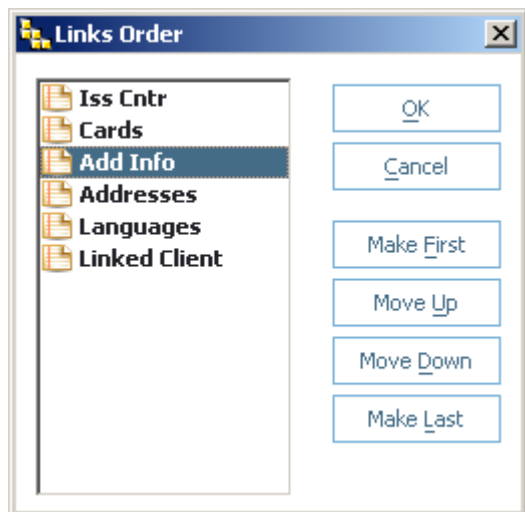 Links Order
Iss Cntr
Cards
Add Info
Addresses
Languages
Linked Client
OK
Cancel
Make First
Move Up
Move Down
Make Last